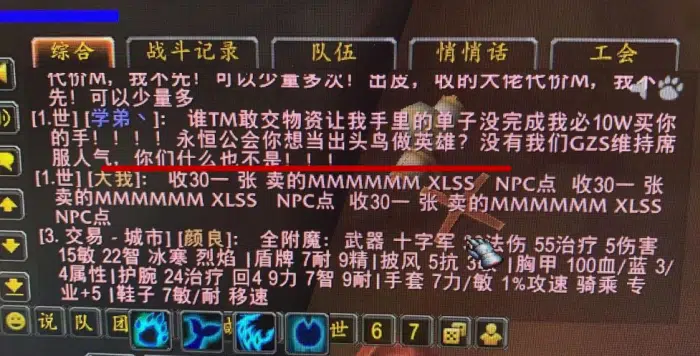 综合 战斗记录 队伍 悄悄话 工会
代价M，我个先！可以少量多次！出皮，收的大佬代价M，我个
先！可以少量多
[1.世] [学弟丶]： 谁TM敢交物资让我手里的单子没完成我必10W买你
的手！！！！永恒公会你想当出头鸟做英雄？没有我们GZS维持席
服人气，你们什么也不是！！！
[1.世] [大我]： 收30一 张 卖的MMMMMM XLSS NPC点 收30一 张
卖的MMMMMM XLSS NPC点 收30一 张 卖的MMMMMM XLSS
NPC点
[3. 交易 - 城市] [颜良]： 全附魔：武器 十字军 法伤 55治疗 5伤害
15敏 22智 冰寒 烈焰 |盾牌 7耐 9精|披风 5抗 |胸甲 100血/蓝 3/
4属性|护腕 24治疗 回4 9力 7智 9耐|手套 7力/敏 1%攻速 骑乘 专
业+5 |鞋子 7敏/耐 移速
说 队 团 世 6 7